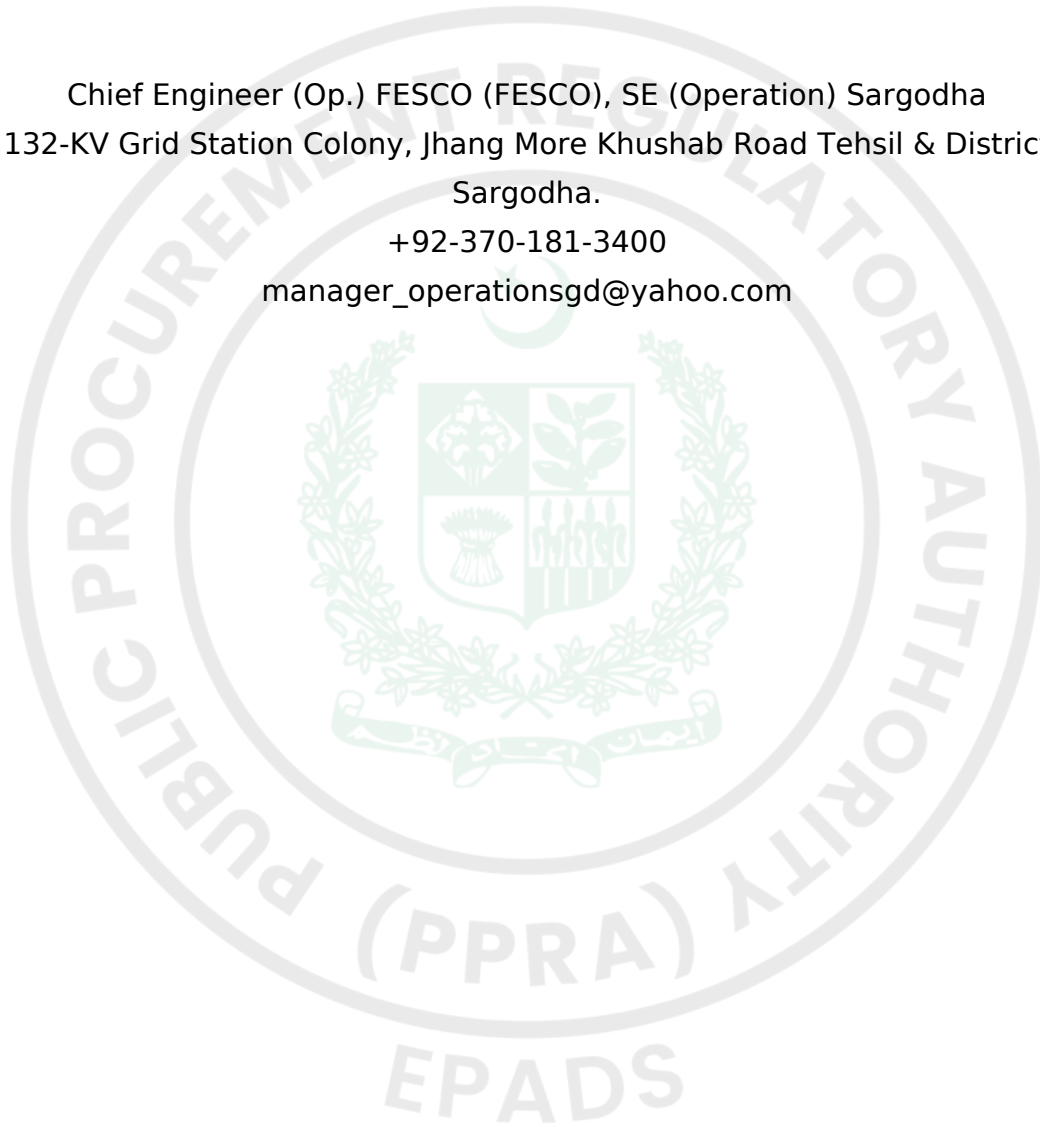 Chief Engineer (Op.) FESCO (FESCO), SE (Operation) Sargodha
132-KV Grid Station Colony, Jhang More Khushab Road Tehsil & District
Sargodha.
+92-370-181-3400
manager_operationsgd@yahoo.com
PUBLIC PROCUREMENT REGULATORY AUTHORITY
(PPRA)
EPADS